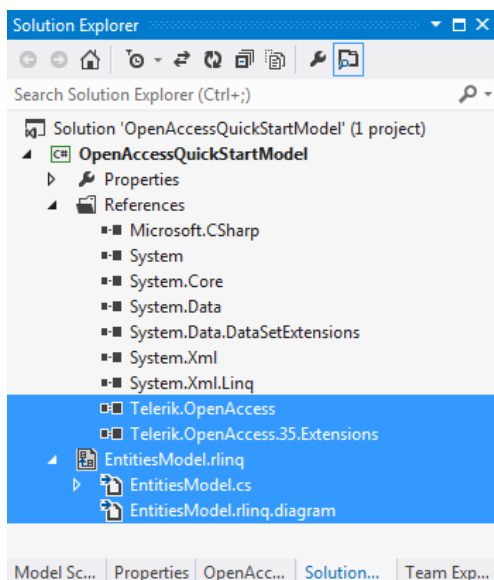 Solution Explorer
Search Solution Explorer (Ctrl+;)
Solution 'OpenAccessQuickStartModel' (1 project)
C# OpenAccessQuickStartModel
Properties
References
Microsoft.CSharp
System
System.Core
System.Data
System.Data.DataSetExtensions
System.Xml
System.Xml.Linq
Telerik.OpenAccess
Telerik.OpenAccess.35.Extensions
EntitiesModel.rlinq
EntitiesModel.cs
EntitiesModel.rlinq.diagram
Model Sc... Properties OpenAcc... Solution... Team Exp...